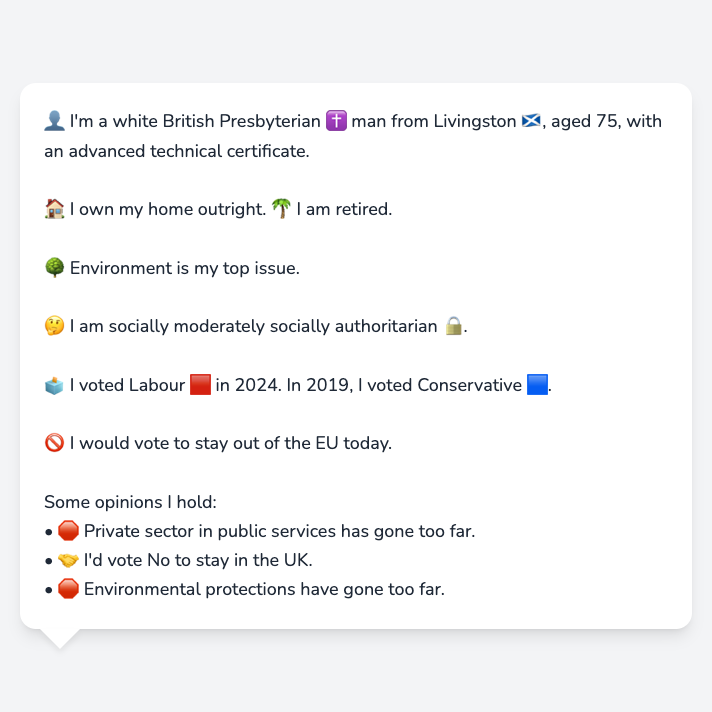 👤 I'm a white British Presbyterian ✝️ man from Livingston 🏴󠁧󠁢󠁳󠁣󠁴󠁿, aged 75, with
an advanced technical certificate.
🏠 I own my home outright. 🌴 I am retired.
🌳 Environment is my top issue.
🤔 I am socially moderately socially authoritarian 🔒.
🗳️ I voted Labour 🟥 in 2024. In 2019, I voted Conservative 🟦.
🚫 I would vote to stay out of the EU today.
Some opinions I hold:
• 🛑 Private sector in public services has gone too far.
• 🤝 I'd vote No to stay in the UK.
• 🛑 Environmental protections have gone too far.